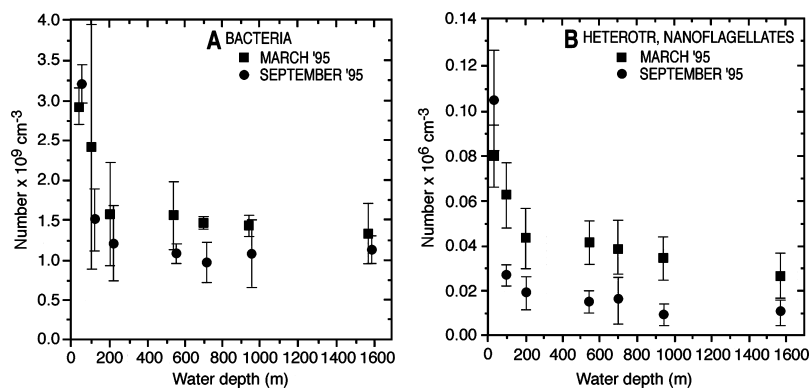 A BACTERIA
MARCH '95
SEPTEMBER '95
4.0
3.5
3.0
2.5
2.0
1.5
1.0
0.5
0.0
Number x 10⁹ cm⁻³
0 200 400 600 800 1000 1200 1400 1600
Water depth (m)
B HETEROTR, NANOFLAGELLATES
MARCH '95
SEPTEMBER '95
0.14
0.12
0.10
0.08
0.06
0.04
0.02
0.00
Number x 10⁶ cm⁻³
0 200 400 600 800 1000 1200 1400 1600
Water depth (m)